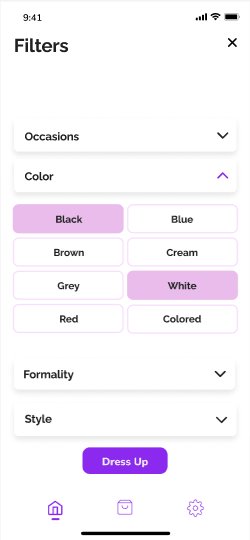 9:41
Filters
Occasions
Color
Black
Blue
Brown
Cream
Grey
White
Red
Colored
Formality
Style
Dress Up